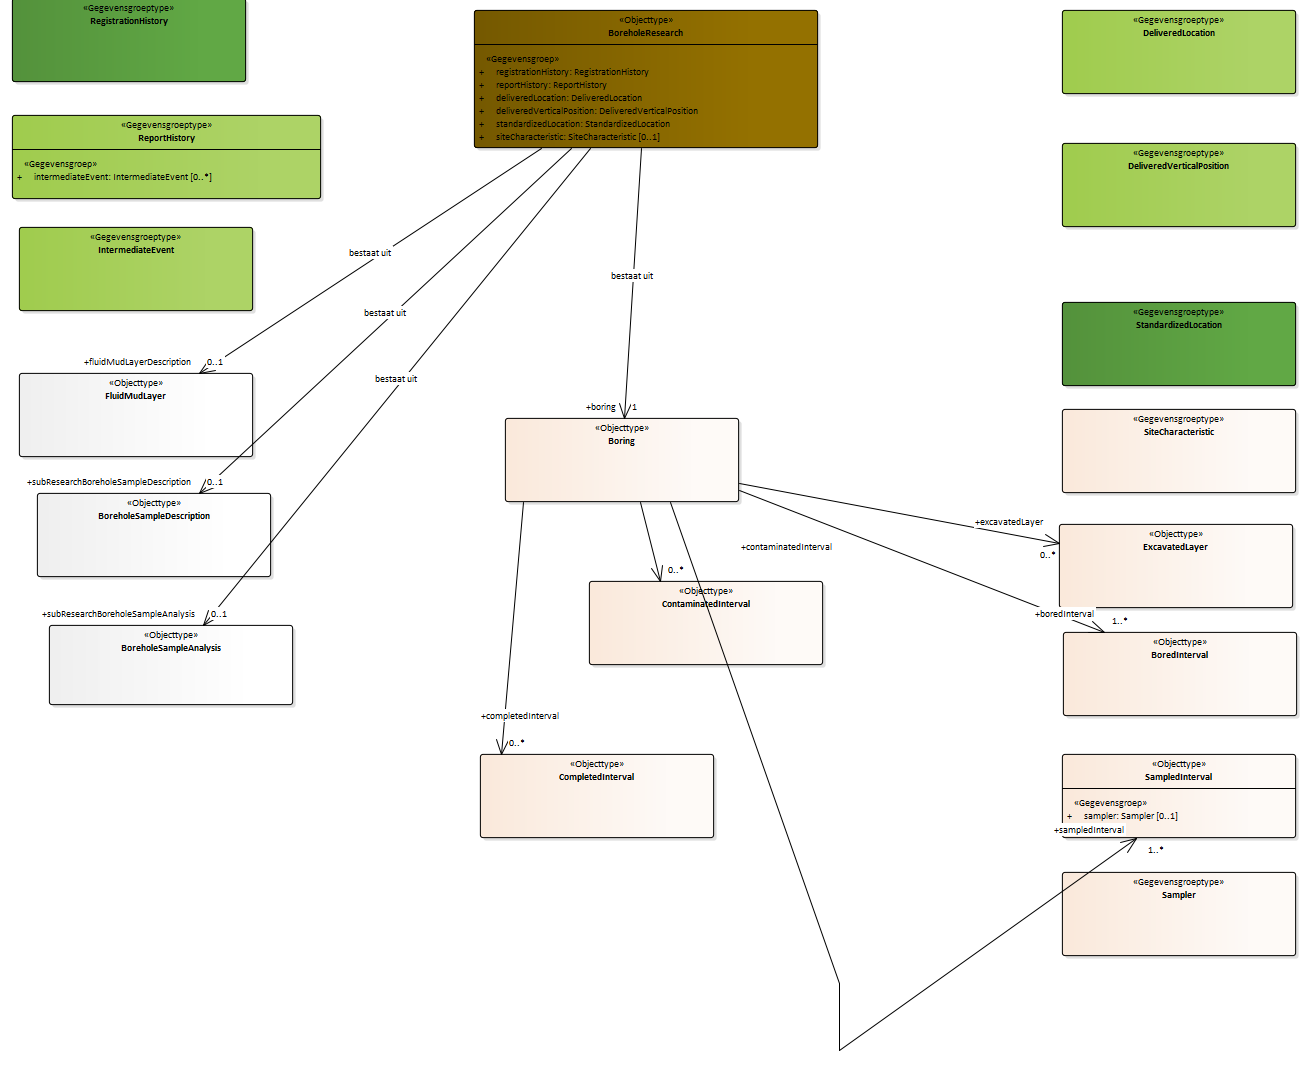 «Gegevensgroeptype»
RegistrationHistory
«Objecttype»
BoreholeResearch
«Gegevensgroep»
+ registrationHistory: RegistrationHistory
+ reportHistory: ReportHistory
+ deliveredLocation: DeliveredLocation
+ deliveredVerticalPosition: DeliveredVerticalPosition
+ standardizedLocation: StandardizedLocation
+ siteCharacteristic: SiteCharacteristic [0..1]
«Gegevensgroeptype»
DeliveredLocation
«Gegevensgroeptype»
ReportHistory
«Gegevensgroep»
+ intermediateEvent: IntermediateEvent [0..*]
«Gegevensgroeptype»
DeliveredVerticalPosition
«Gegevensgroeptype»
IntermediateEvent
bestaat uit
bestaat uit
bestaat uit
bestaat uit
«Gegevensgroeptype»
StandardizedLocation
+fluidMudLayerDescription 0..1
«Objecttype»
FluidMudLayer
+boring 1
«Objecttype»
Boring
«Gegevensgroeptype»
SiteCharacteristic
+subResearchBoreholeSampleDescription 0..1
«Objecttype»
BoreholeSampleDescription
+excavatedLayer
0..*
«Objecttype»
ExcavatedLayer
+contaminatedInterval
0..*
«Objecttype»
ContaminatedInterval
+subResearchBoreholeSampleAnalysis 0..1
«Objecttype»
BoreholeSampleAnalysis
+boredInterval
1..*
«Objecttype»
BoredInterval
+completedInterval
0..*
«Objecttype»
CompletedInterval
«Objecttype»
SampledInterval
«Gegevensgroep»
+ sampler: Sampler [0..1]
+sampledInterval
1..*
«Gegevensgroeptype»
Sampler